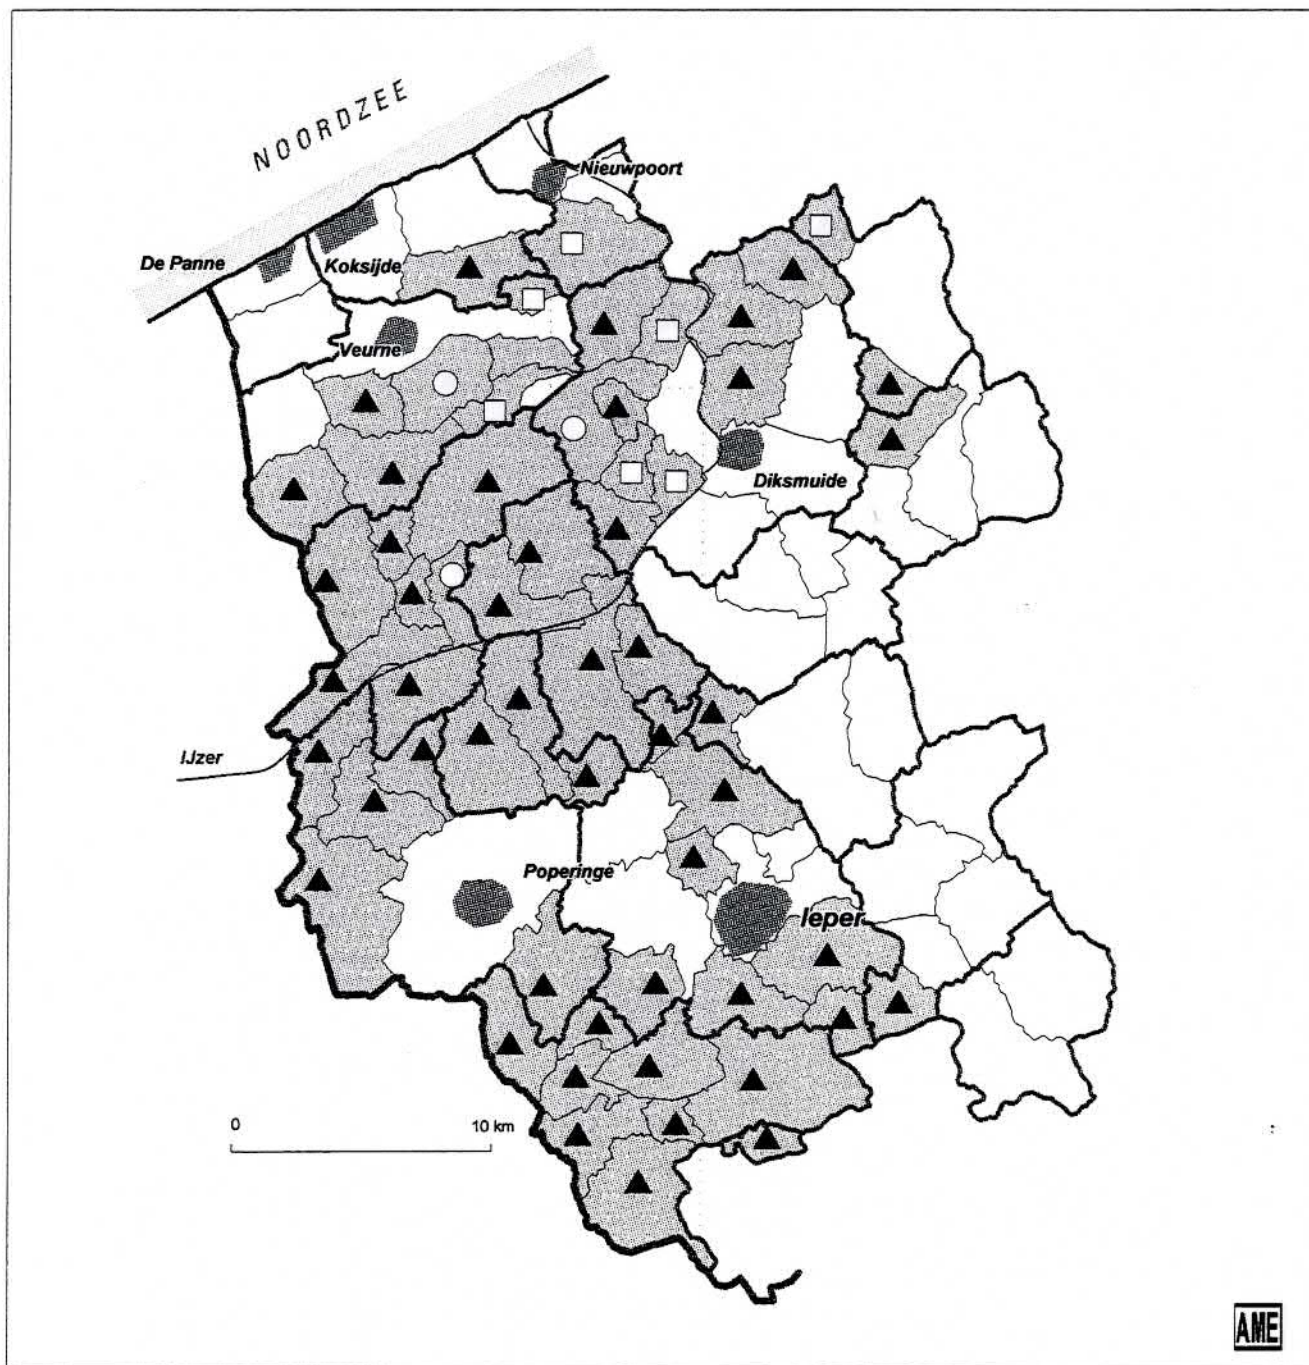 NOORDZEE
Nieuwpoort
De Panne
Koksijde
Veurne
Diksmuide
IJzer
Poperinge
Ieper
0 10 km
AME